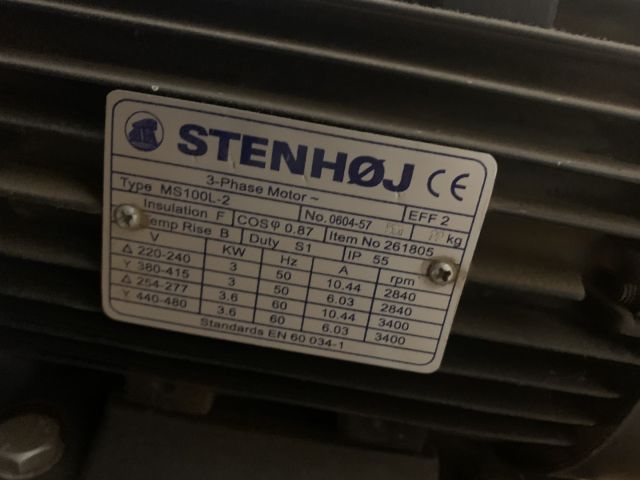 STENHØJ CE
3-Phase Motor ~
Type MS100L-2 No. 0604-57 EFF 2
Insulation F COSφ 0.87 Item No 261805 kg
Temp Rise B Duty S1 IP 55
V KW Hz A rpm
Δ 220-240 3 50 10.44 2840
Y 380-415 3 50 6.03 2840
Δ 254-277 3.6 60 10.44 3400
Y 440-480 3.6 60 6.03 3400
Standards EN 60 034-1